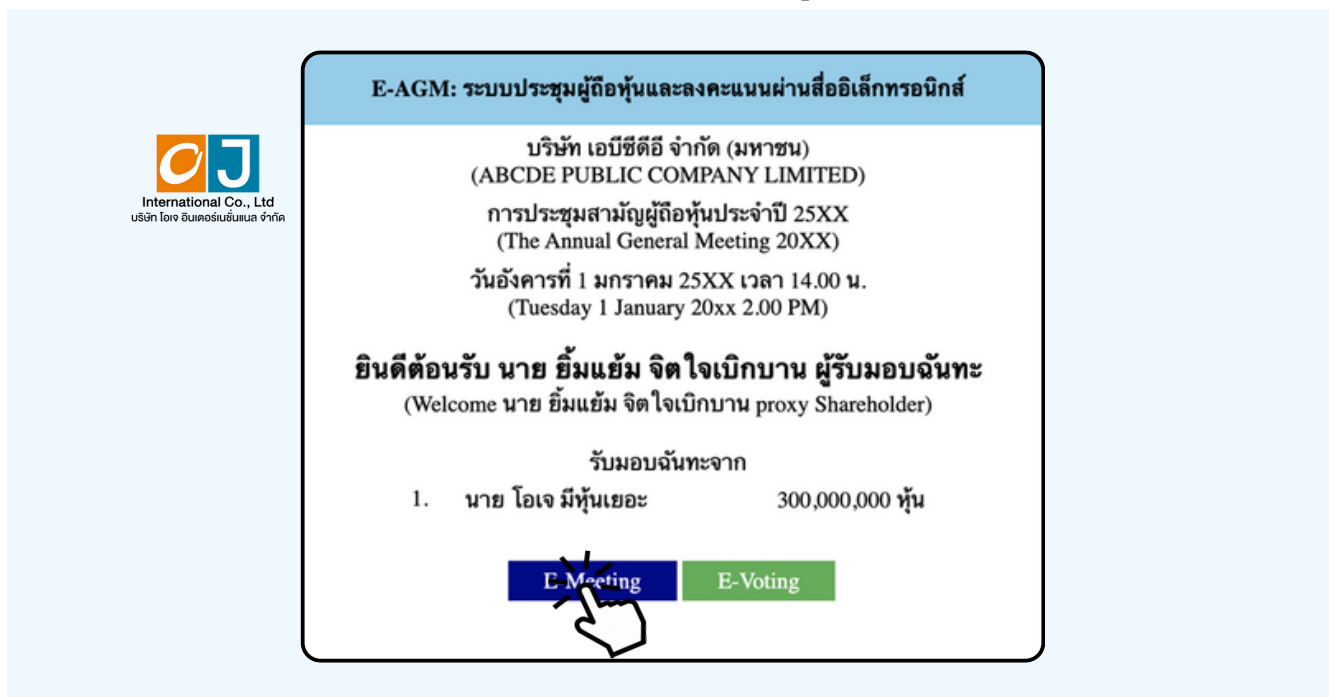 E-AGM: ระบบประชุมผู้ถือหุ้นและลงคะแนนผ่านสื่ออิเล็กทรอนิกส์
OJ
International Co., Ltd
บริษัท โอเจ อินเตอร์เนชั่นแนล จำกัด
บริษัท เอบีซีดีอี จำกัด (มหาชน)
(ABCDE PUBLIC COMPANY LIMITED)
การประชุมสามัญผู้ถือหุ้นประจำปี 25XX
(The Annual General Meeting 20XX)
วันอังคารที่ 1 มกราคม 25XX เวลา 14.00 น.
(Tuesday 1 January 20xx 2.00 PM)
ยินดีต้อนรับ นาย ยิ้มแย้ม จิตใจเบิกบาน ผู้รับมอบฉันทะ
(Welcome นาย ยิ้มแย้ม จิตใจเบิกบาน proxy Shareholder)
รับมอบฉันทะจาก
1. นาย โอเจ มีหุ้นเยอะ 300,000,000 หุ้น
E-Meeting E-Voting